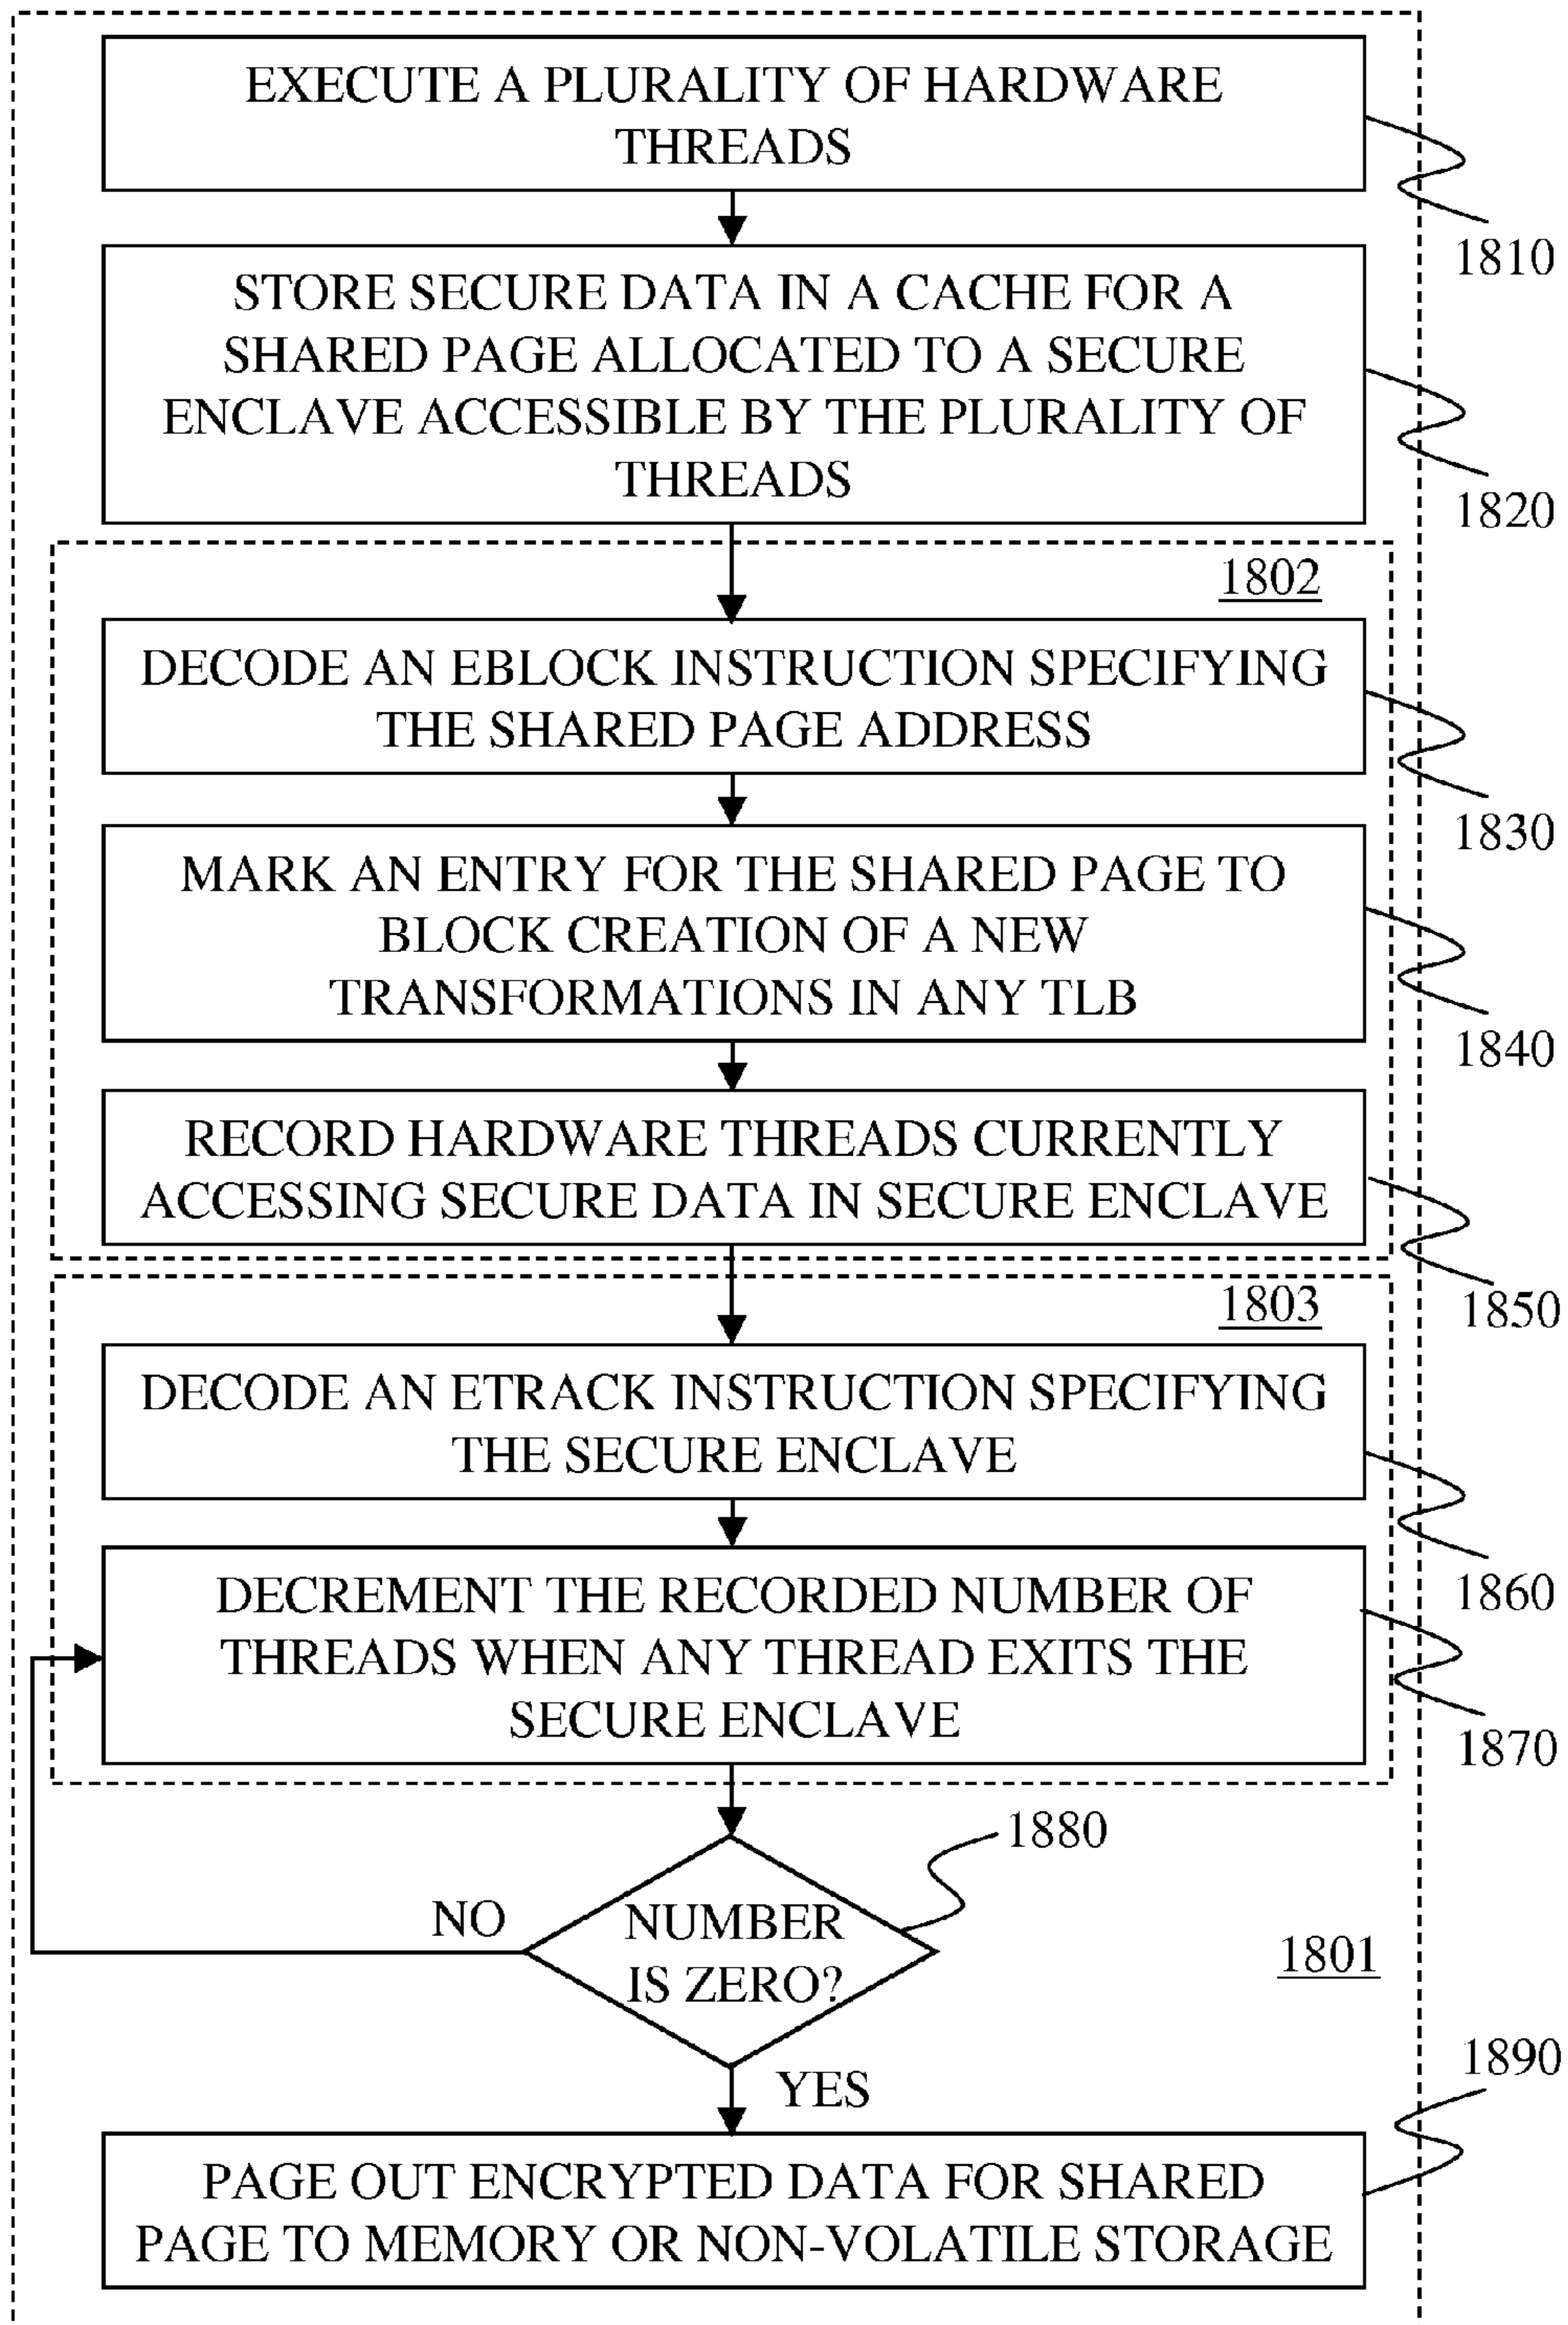 EXECUTE A PLURALITY OF HARDWARE
THREADS
1810
STORE SECURE DATA IN A CACHE FOR A
SHARED PAGE ALLOCATED TO A SECURE
ENCLAVE ACCESSIBLE BY THE PLURALITY OF
THREADS
1820
1802
DECODE AN EBLOCK INSTRUCTION SPECIFYING
THE SHARED PAGE ADDRESS
1830
MARK AN ENTRY FOR THE SHARED PAGE TO
BLOCK CREATION OF A NEW
TRANSFORMATIONS IN ANY TLB
1840
RECORD HARDWARE THREADS CURRENTLY
ACCESSING SECURE DATA IN SECURE ENCLAVE
1850
1803
DECODE AN ETRACK INSTRUCTION SPECIFYING
THE SECURE ENCLAVE
1860
DECREMENT THE RECORDED NUMBER OF
THREADS WHEN ANY THREAD EXITS THE
SECURE ENCLAVE
1870
1880
NO
NUMBER
IS ZERO?
1801
YES
1890
PAGE OUT ENCRYPTED DATA FOR SHARED
PAGE TO MEMORY OR NON-VOLATILE STORAGE